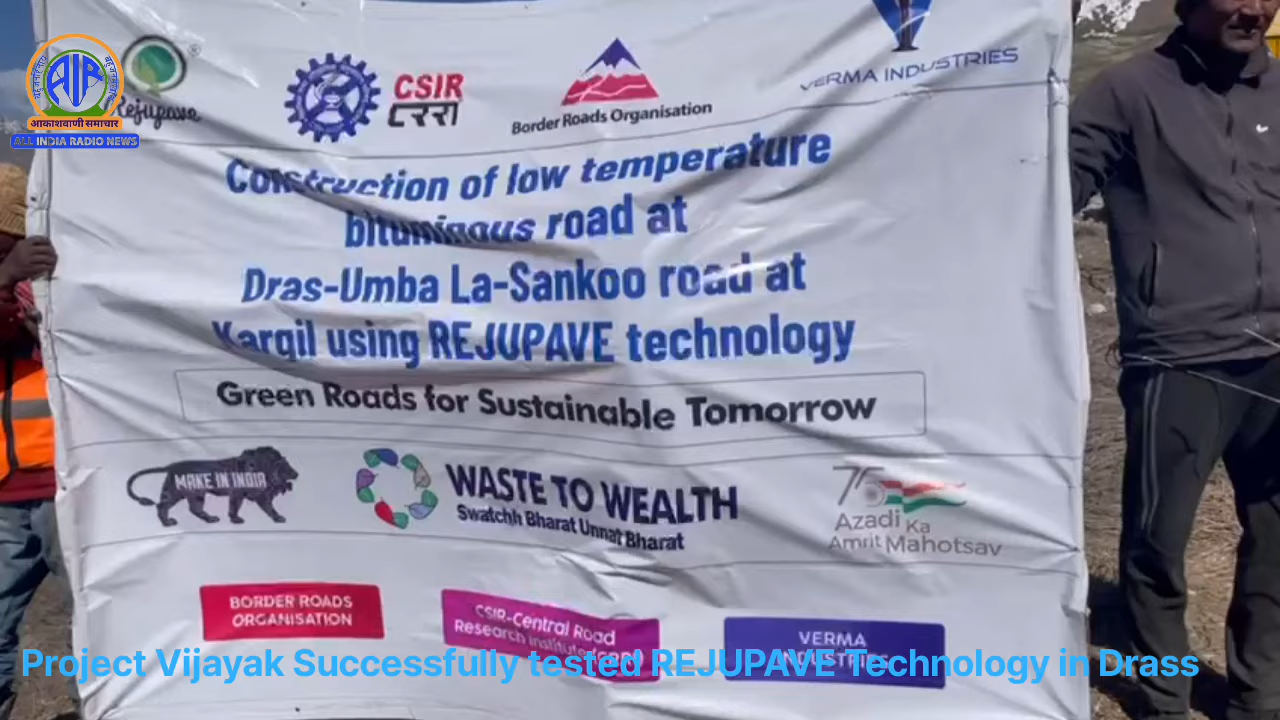 Rejupave
®
AIR
आकाशवाणी समाचार
ALL INDIA RADIO NEWS
CSIR
Border Roads Organisation
VERMA INDUSTRIES
Construction of low temperature
bituminous road at
Dras-Umba La-Sankoo road at
Kargil using REJUPAVE technology
Green Roads for Sustainable Tomorrow
MAKE IN INDIA
WASTE TO WEALTH
Swatchh Bharat Unnat Bharat
75
Azadi Ka
Amrit Mahotsav
BORDER ROADS
ORGANISATION
CSIR-Central Road
Research Institute
VERMA
INDUSTRIES
Project Vijayak Successfully tested REJUPAVE Technology in Drass